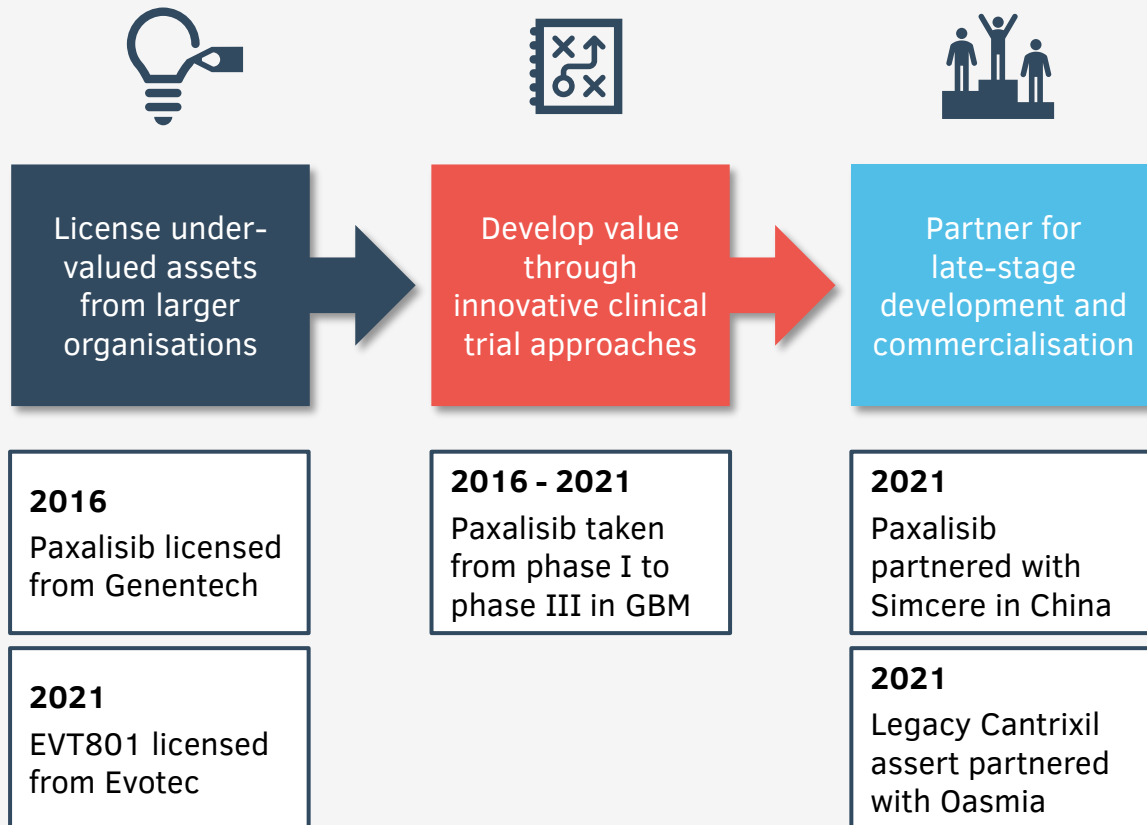 License under-
valued assets
from larger
organisations
Develop value
through
innovative clinical
trial approaches
Partner for
late-stage
development and
commercialisation
2016
Paxalisib licensed
from Genentech
2021
EVT801 licensed
from Evotec
2016 - 2021
Paxalisib taken
from phase I to
phase III in GBM
2021
Paxalisib
partnered with
Simcere in China
2021
Legacy Cantrixil
assert partnered
with Oasmia